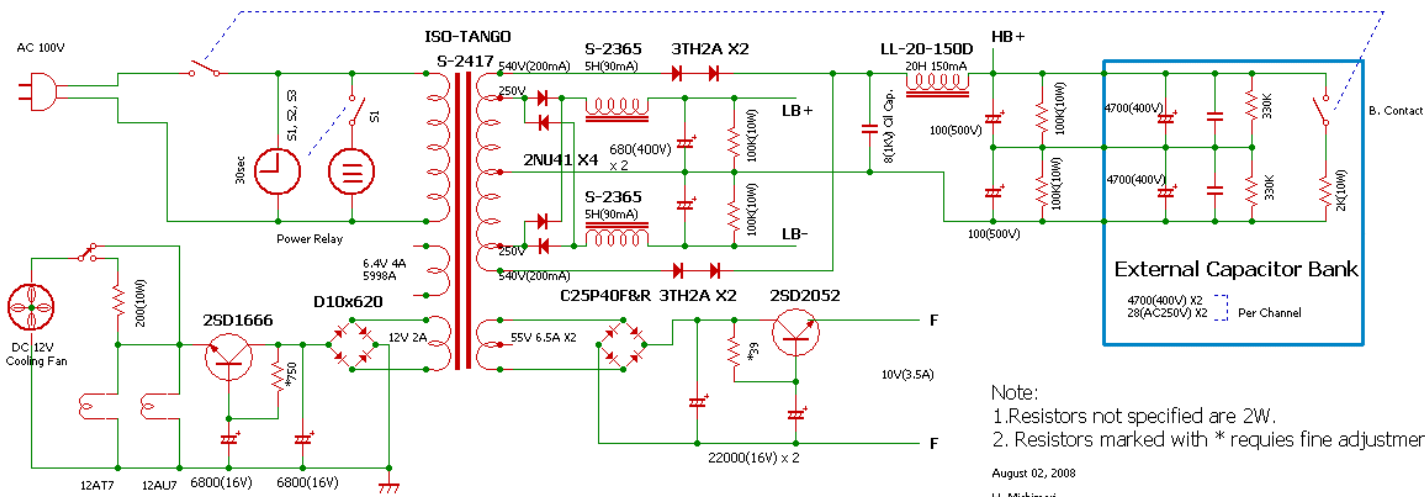 AC 100V
ISO-TANGO
S-2417
540V(200mA)
S-2365
5H(90mA)
3TH2A X2
LL-20-150D
20H 150mA
HB+
250V
LB+
S1, S2, S3
S1
30sec
Power Relay
2NU41 X4
680(400V)
x 2
100K(10W)
8(1KV) Oil Cap.
100(500V)
100K(10W)
4700(400V)
330K
B. Contact
S-2365
5H(90mA)
100K(10W)
LB-
250V
540V(200mA)
100K(10W)
100(500V)
4700(400V)
330K
2K(10W)
External Capacitor Bank
4700(400V) X2
28(AC250V) X2
Per Channel
6.4V 4A
5998A
DC 12V
Cooling Fan
200(10W)
2SD1666
D10x620
12V 2A
*750
C25P40F&R
3TH2A X2
2SD2052
55V 6.5A X2
*39
F
10V(3.5A)
F
22000(16V) x 2
12AT7
12AU7
6800(16V)
6800(16V)
Note:
1.Resistors not specified are 2W.
2. Resistors marked with * requies fine adjustmer
August 02, 2008